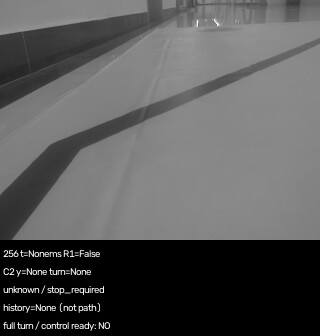 256 t=Nonems R1=False
C2 y=None turn=None
unknown / stop_required
history=None (not path)
full turn / control ready: NO